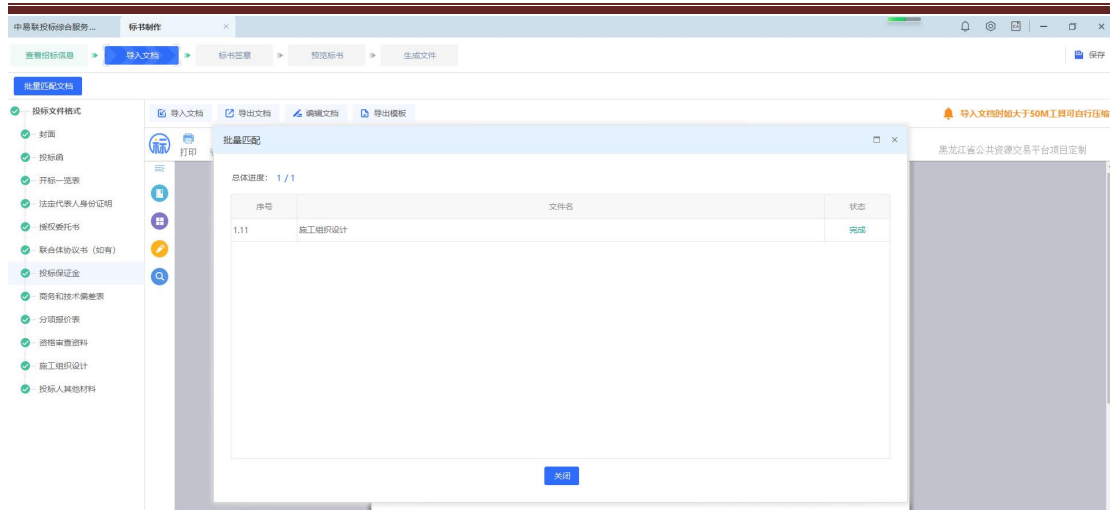 中易联投标综合服务... 标书制作 ×
查看招标信息 导入文档 标书签章 预览标书 生成文件 保存
批量匹配文档
投标文件格式
封面
投标函
开标一览表
法定代表人身份证明
授权委托书
联合体协议书（如有）
投标保证金
商务和技术偏差表
分项报价表
资格审查资料
施工组织设计
投标人其他材料
导入文档 导出文档 编辑文档 导出模板 导入文档时如大于50M工具可自行压缩
标 打印
黑龙江省公共资源交易平台项目定制
批量匹配
总体进度： 1 / 1
序号 文件名 状态
1.11 施工组织设计 完成
关闭